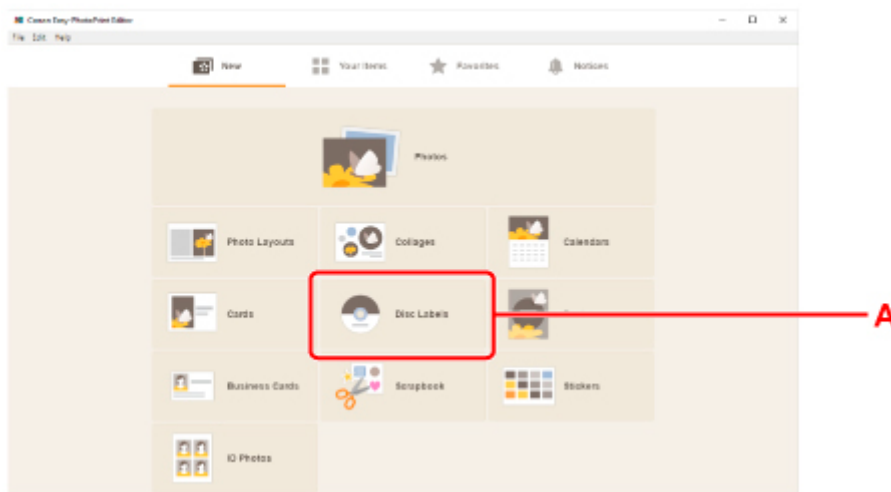 Canon Easy-PhotoPrint Editor
File Edit Help
New Your Items Favorites Notices
Photos
Photo Layouts Collages Calendars
Cards Disc Labels
A
Business Cards Scrapbook Stickers
ID Photos